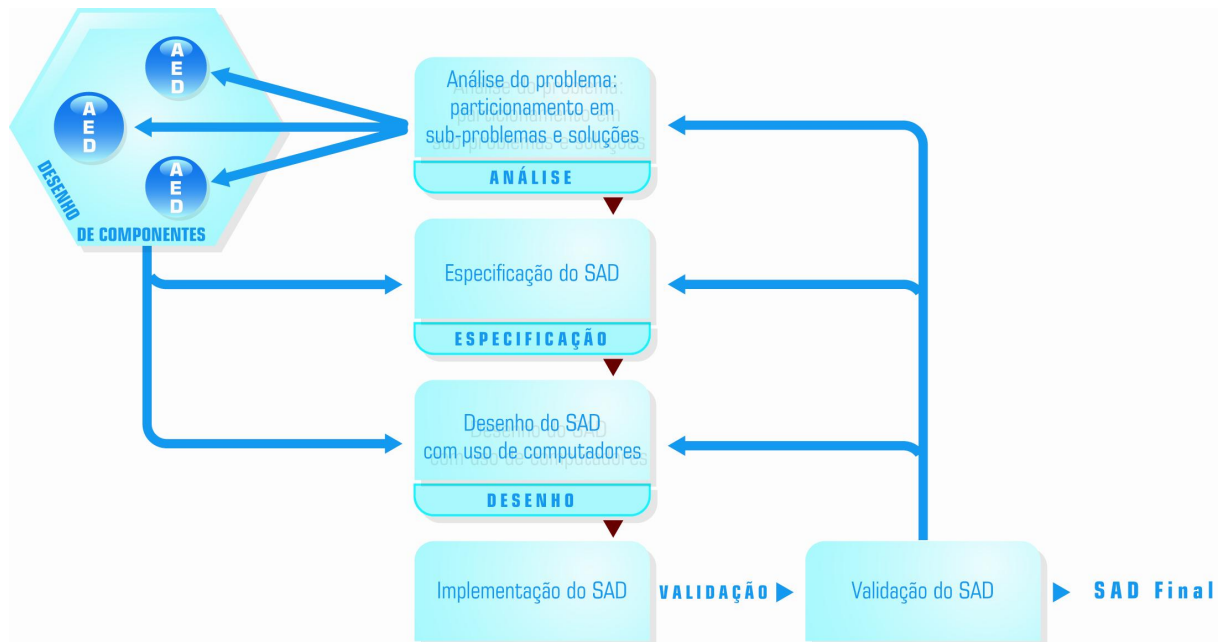 AED
AED
AED
DESENHO
DE COMPONENTES
Análise do problema:
particionamento em
sub-problemas e soluções
ANÁLISE
Especificação do SAD
ESPECIFICAÇÃO
Desenho do SAD
com uso de computadores
DESENHO
Implementação do SAD
VALIDAÇÃO
Validação do SAD
SAD Final